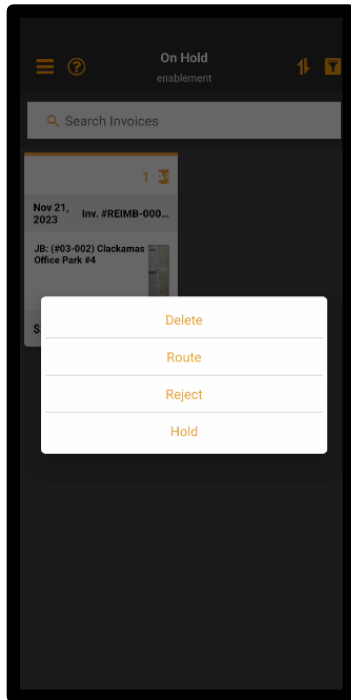 On Hold
enablement
Search Invoices
1
Nov 21,
2023
Inv. #REIMB-000...
JB: (#03-002) Clackamas
Office Park #4
$
Delete
Route
Reject
Hold